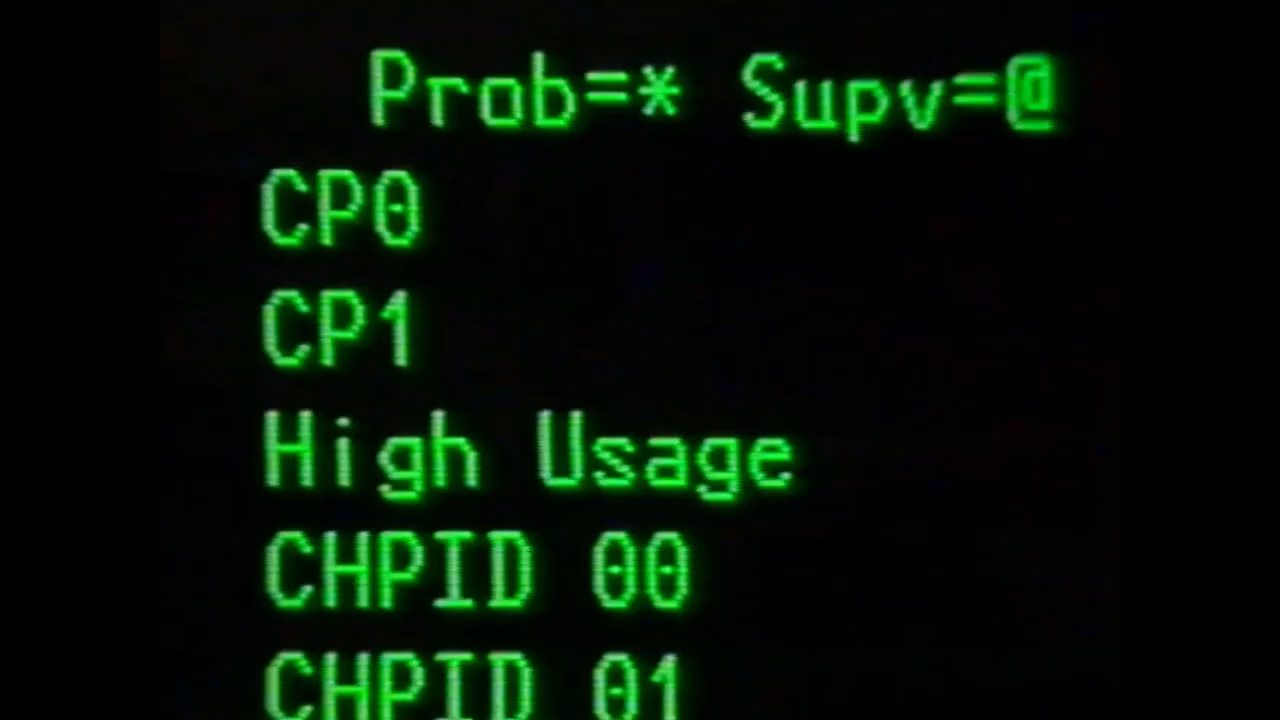 Prob=* Supv=@
CP0
CP1
High Usage
CHPID 00
CHPID 01